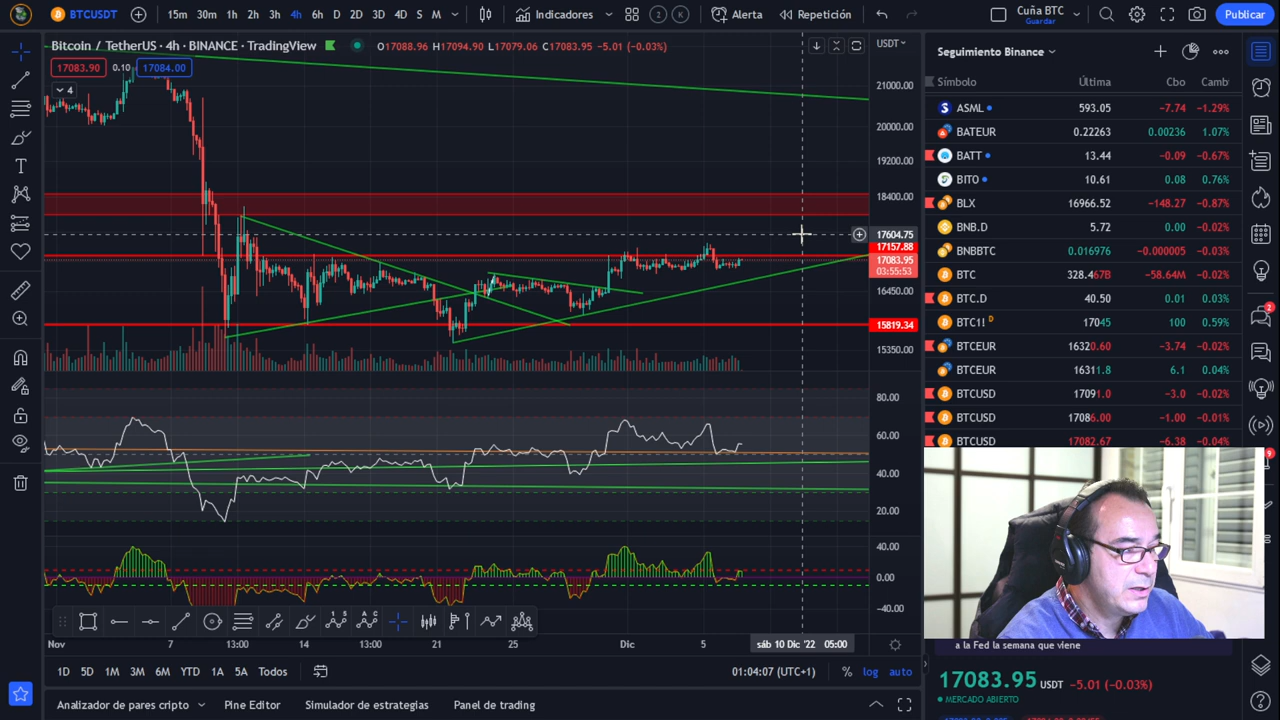 BTCUSDT 15m 30m 1h 2h 3h 4h 6h D 2D 3D 4D S M Indicadores 2 K Alerta Repetición Cuña BTC Guardar Publicar
Bitcoin / TetherUS · 4h · BINANCE · TradingView O17088.96 H17094.90 L17079.06 C17083.95 −5.01 (−0.03%)
17083.90 0.10 17084.00
4
USDT
21000.00
20000.00
19200.00
18400.00
17604.75
17157.88
17083.95
03:55:53
16450.00
15819.34
15350.00
80.00
60.00
40.00
20.00
40.00
0.00
−40.00
Nov 7 13:00 14 13:00 21 25 Dic 5 sáb 10 Dic '22 05:00
1D 5D 1M 3M 6M YTD 1A 5A Todos 01:04:07 (UTC+1) % log auto
Analizador de pares cripto Pine Editor Simulador de estrategias Panel de trading
Seguimiento Binance
Símbolo Última Cbo Camb
ASML 593.05 −7.74 −1.29%
BATEUR 0.22263 0.00236 1.07%
BATT 13.44 −0.09 −0.67%
BITO 10.61 0.08 0.76%
BLX 16966.52 −148.27 −0.87%
BNB.D 5.72 0.00 −0.02%
BNBBTC 0.016976 −0.000005 −0.03%
BTC 328.467B −58.64M −0.02%
BTC.D 40.50 0.01 0.03%
BTC1! D 17045 100 0.59%
BTCEUR 16320.60 −3.74 −0.02%
BTCEUR 16311.8 6.1 0.04%
BTCUSD 17091.0 −3.0 −0.02%
BTCUSD 17086.00 −1.00 −0.01%
BTCUSD 17082.67 −6.38 −0.04%
a la Fed la semana que viene
17083.95 USDT −5.01 (−0.03%)
MERCADO ABIERTO
2
9